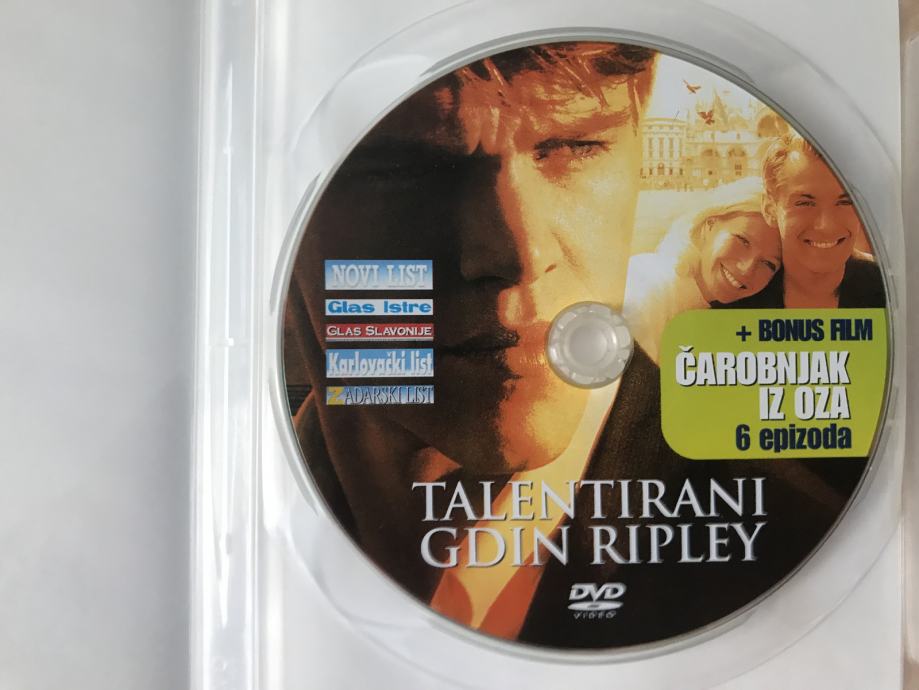 NOVI LIST
Glas Istre
GLAS SLAVONIJE
Karlovački list
ZADARSKI LIST
+ BONUS FILM
ČAROBNJAK
IZ OZA
6 epizoda
TALENTIRANI
GDIN RIPLEY
DVD
VIDEO